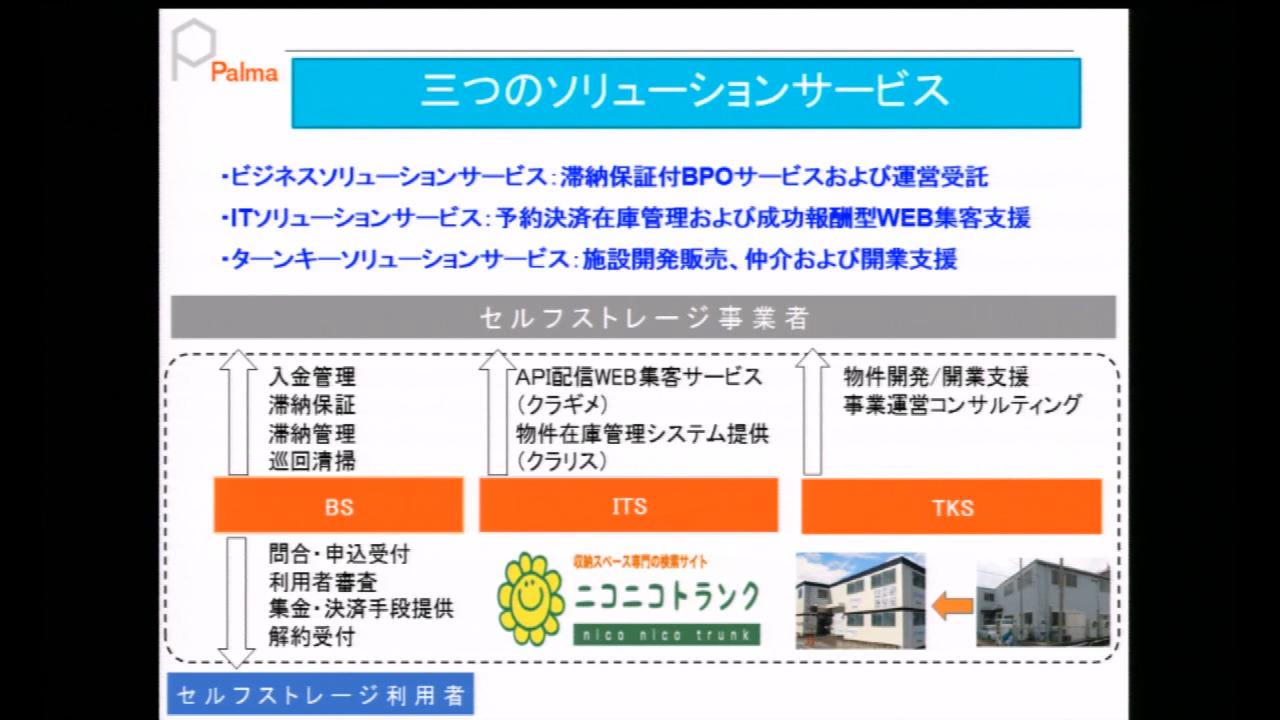 Palma
三つのソリューションサービス
・ビジネスソリューションサービス：滞納保証付BPOサービスおよび運営受託
・ITソリューションサービス：予約決済在庫管理および成功報酬型WEB集客支援
・ターンキーソリューションサービス：施設開発販売、仲介および開業支援
セルフストレージ事業者
入金管理
滞納保証
滞納管理
巡回清掃
API配信WEB集客サービス
（クラギメ）
物件在庫管理システム提供
（クラリス）
物件開発/開業支援
事業運営コンサルティング
BS
ITS
TKS
問合・申込受付
利用者審査
集金・決済手段提供
解約受付
収納スペース専門の検索サイト
ニコニコトランク
nico nico trunk
セルフストレージ利用者